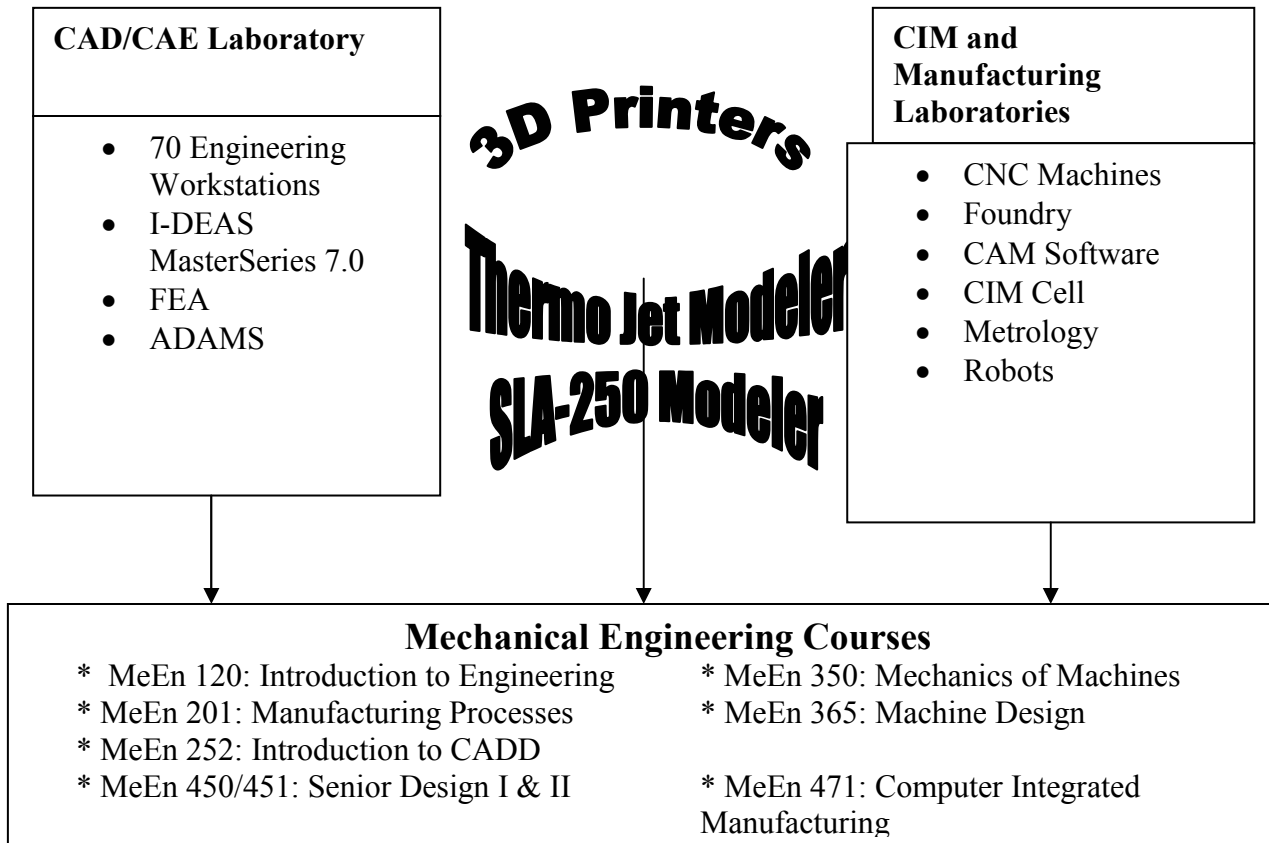 CAD/CAE Laboratory
• 70 Engineering
Workstations
• I-DEAS
MasterSeries 7.0
• FEA
• ADAMS
3D Printers
Thermo Jet Modeler
SLA-250 Modeler
CIM and
Manufacturing
Laboratories
• CNC Machines
• Foundry
• CAM Software
• CIM Cell
• Metrology
• Robots
Mechanical Engineering Courses
* MeEn 120: Introduction to Engineering
* MeEn 201: Manufacturing Processes
* MeEn 252: Introduction to CADD
* MeEn 450/451: Senior Design I & II
* MeEn 350: Mechanics of Machines
* MeEn 365: Machine Design
* MeEn 471: Computer Integrated
Manufacturing